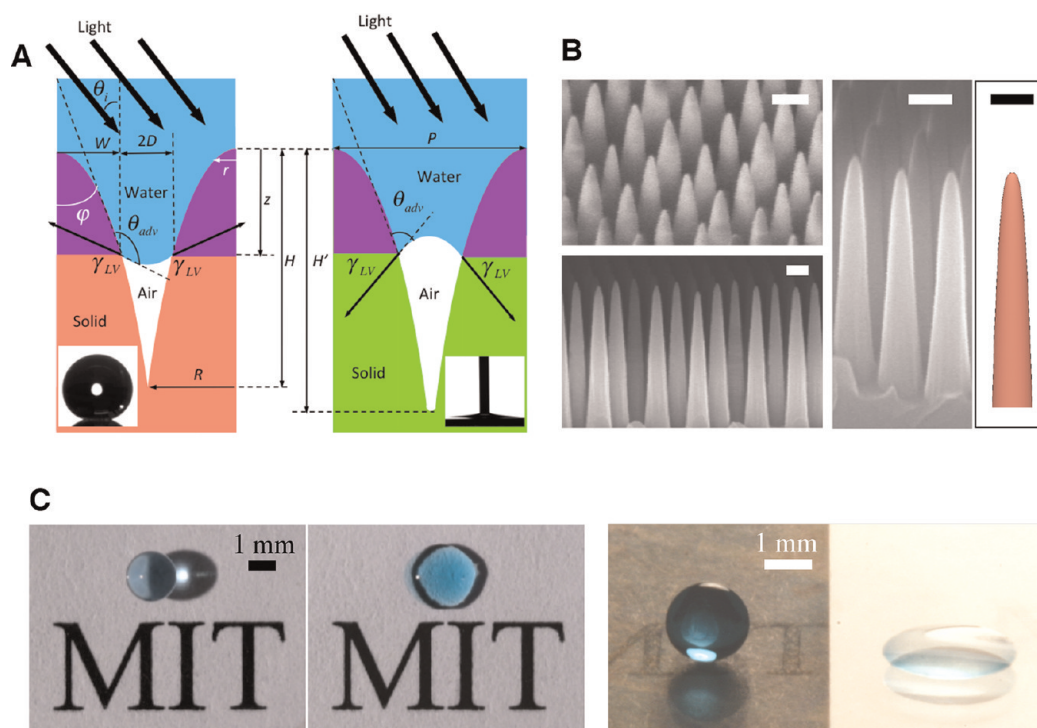 A
Light
θi
W
2D
Water
r
z
φ
θadv
γLV
γLV
Air
Solid
H
R
Light
P
Water
θadv
H'
γLV
γLV
Air
Solid
B
C
1 mm
MIT
MIT
1 mm